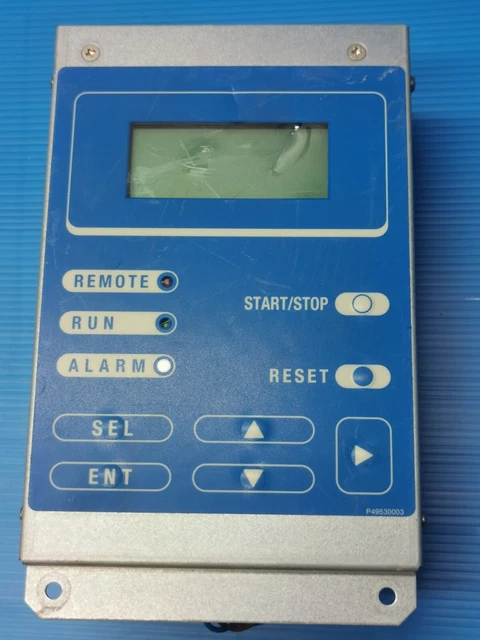 REMOTE
RUN
START/STOP
ALARM
RESET
SEL
ENT
P49530003